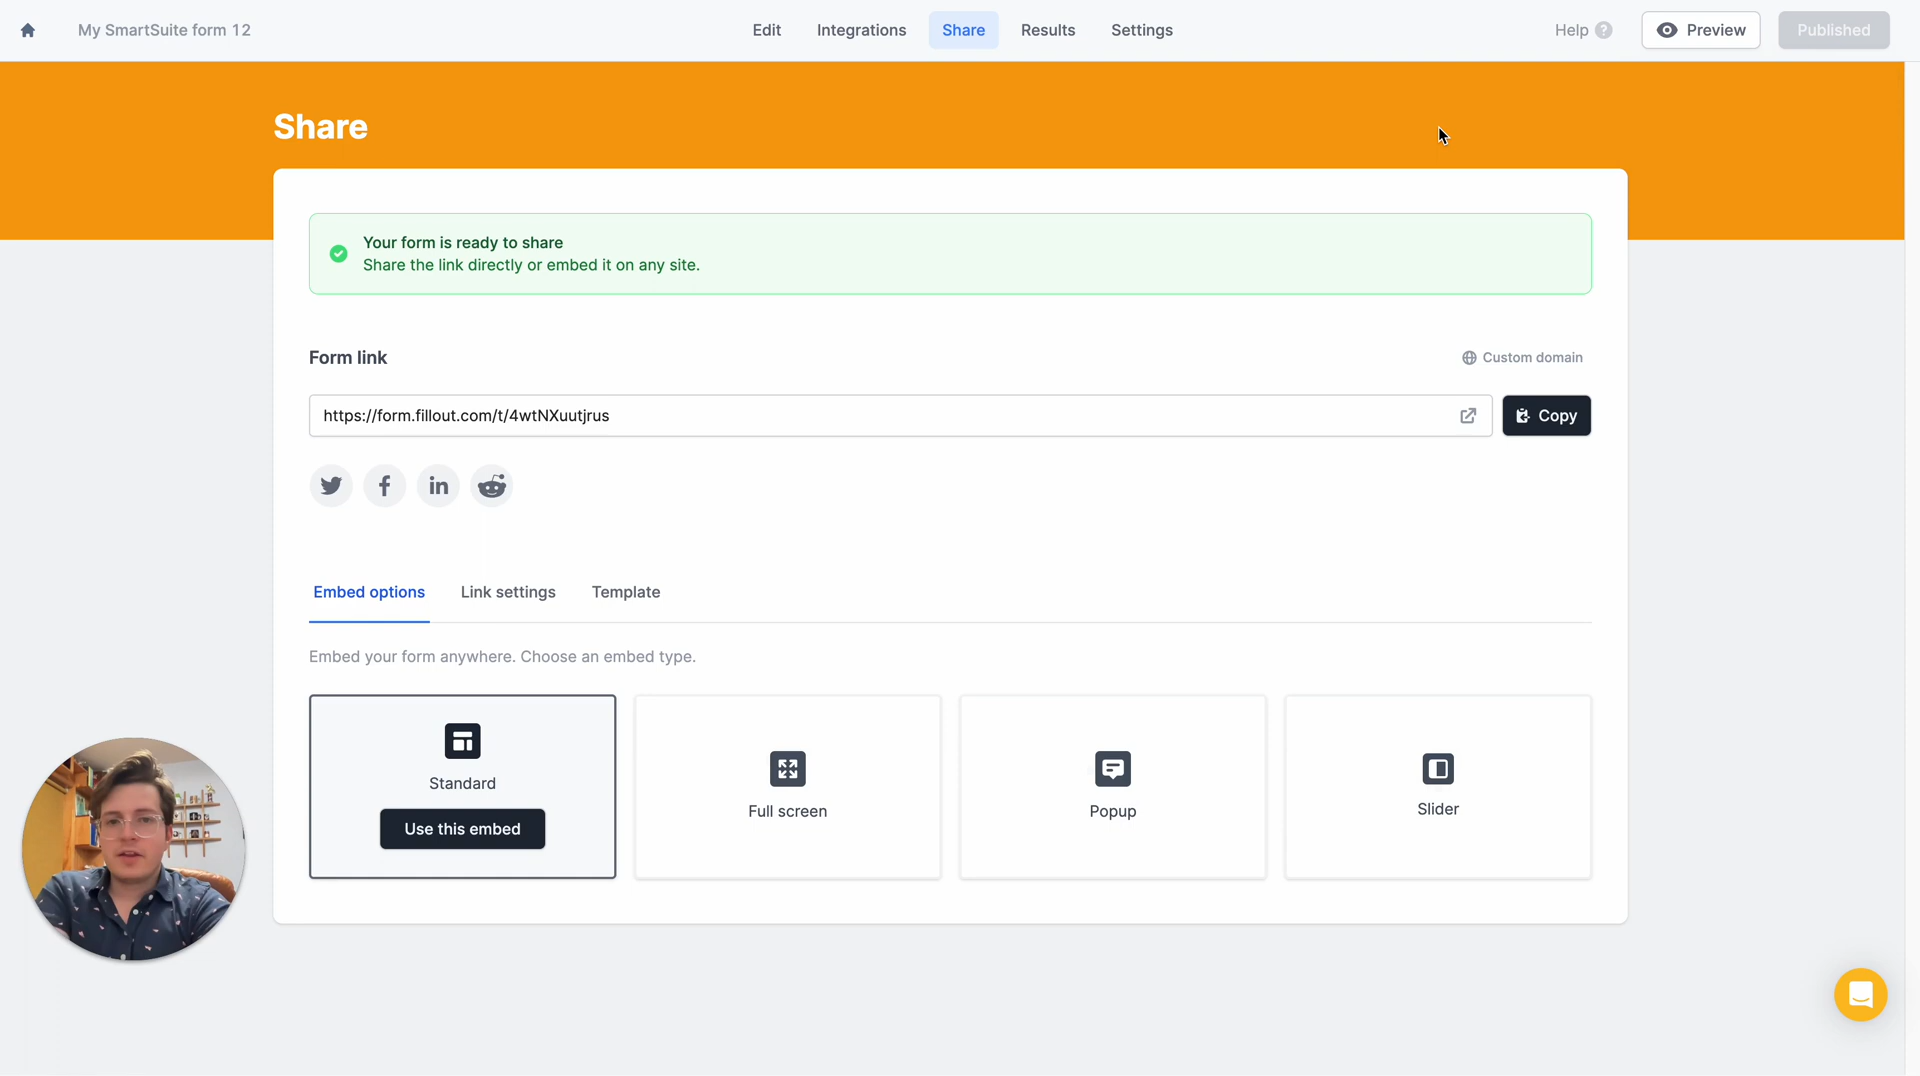 My SmartSuite form 12
Edit
Integrations
Share
Results
Settings
Help
Preview
Published
Share
Your form is ready to share
Share the link directly or embed it on any site.
Form link
Custom domain
https://form.fillout.com/t/4wtNXuutjrus
Copy
Embed options
Link settings
Template
Embed your form anywhere. Choose an embed type.
Standard
Use this embed
Full screen
Popup
Slider